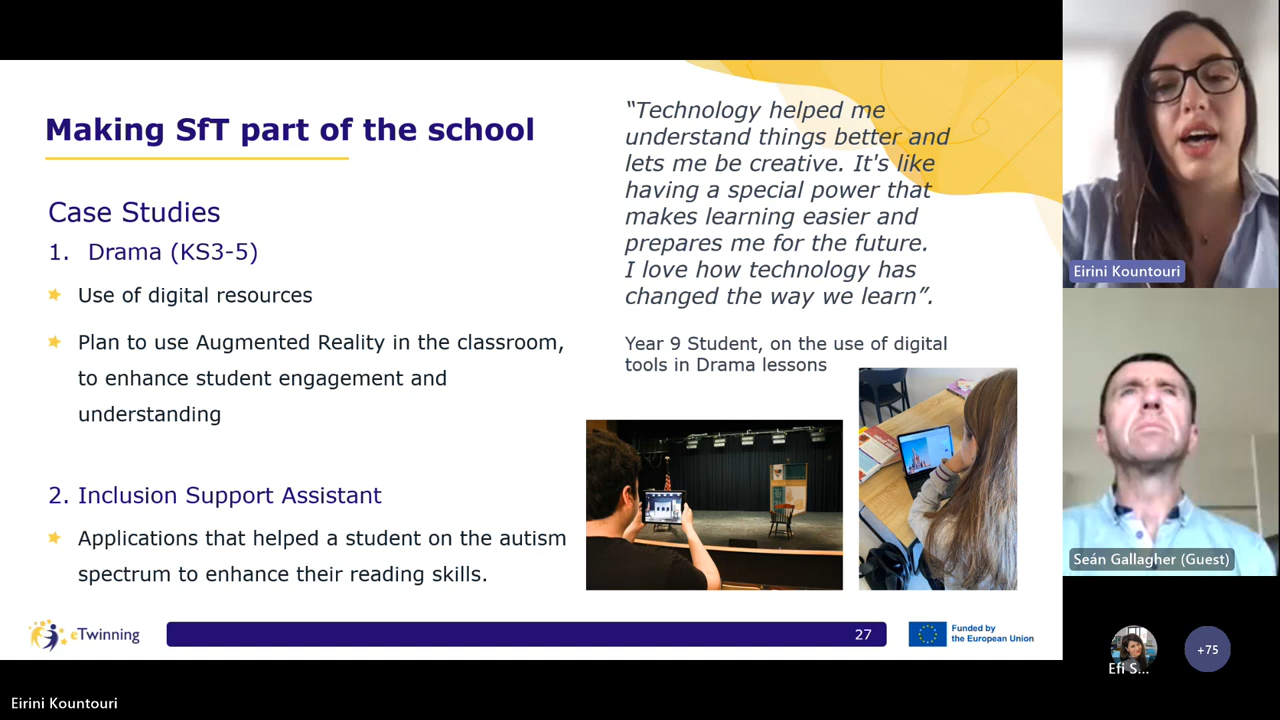 Making SfT part of the school
Case Studies
1. Drama (KS3-5)
Use of digital resources
Plan to use Augmented Reality in the classroom,
to enhance student engagement and
understanding
2. Inclusion Support Assistant
Applications that helped a student on the autism
spectrum to enhance their reading skills.
“Technology helped me
understand things better and
lets me be creative. It's like
having a special power that
makes learning easier and
prepares me for the future.
I love how technology has
changed the way we learn”.
Year 9 Student, on the use of digital
tools in Drama lessons
eTwinning
27
Funded by
the European Union
Eirini Kountouri
Seán Gallagher (Guest)
Efi S...
+75
Eirini Kountouri